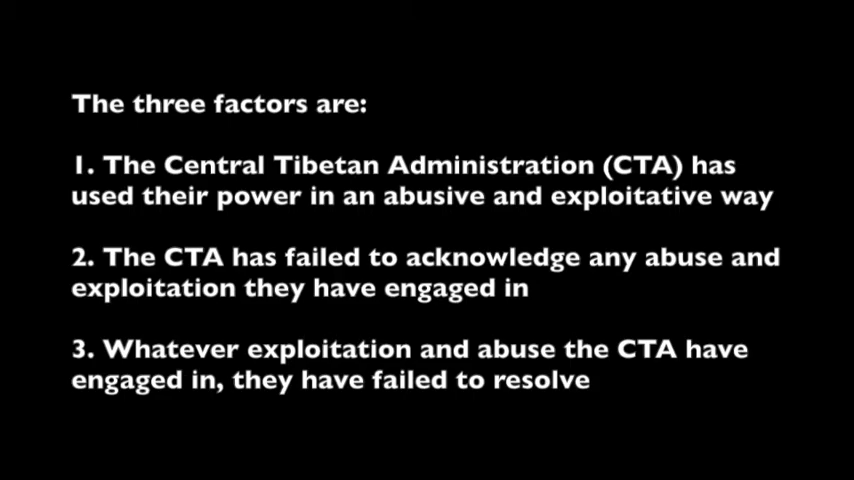 The three factors are:
1. The Central Tibetan Administration (CTA) has
used their power in an abusive and exploitative way
2. The CTA has failed to acknowledge any abuse and
exploitation they have engaged in
3. Whatever exploitation and abuse the CTA have
engaged in, they have failed to resolve